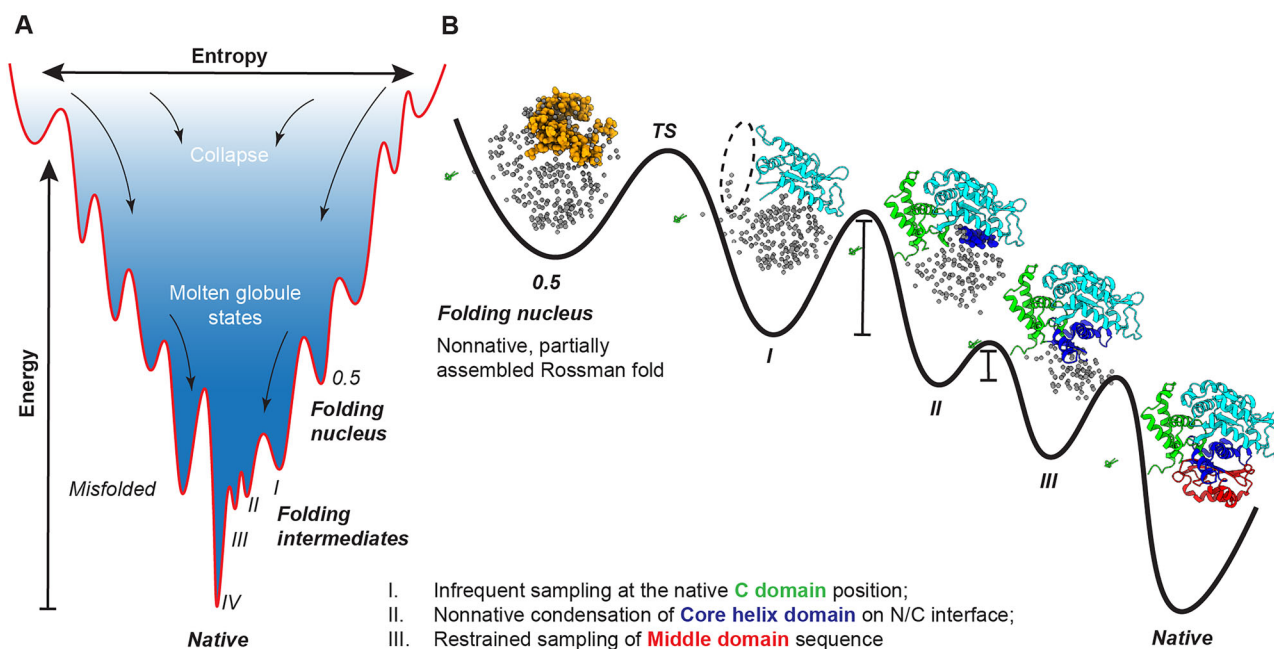 A
Entropy
Collapse
Energy
Molten globule
states
0.5
Folding
nucleus
Misfolded
I
II
Folding
intermediates
III
IV
Native
B
TS
0.5
Folding nucleus
Nonnative, partially
assembled Rossman fold
I
II
III
Native
I. Infrequent sampling at the native C domain position;
II. Nonnative condensation of Core helix domain on N/C interface;
III. Restrained sampling of Middle domain sequence